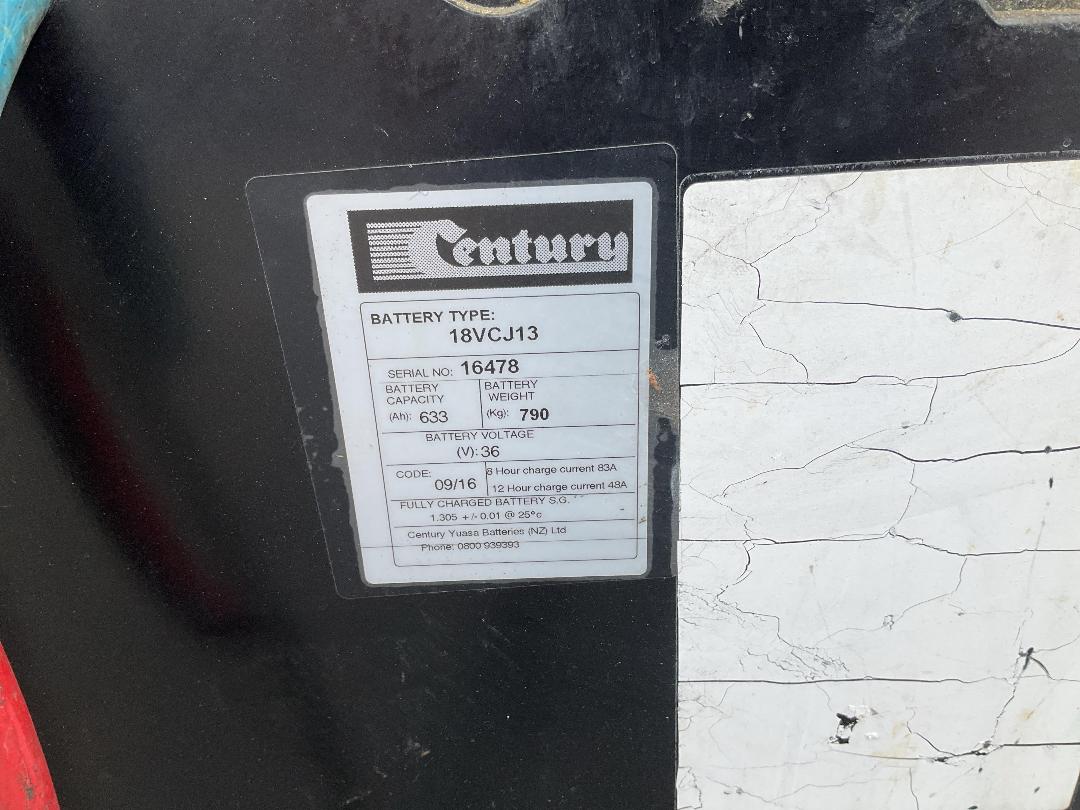 Century
BATTERY TYPE:
18VCJ13
SERIAL NO: 16478
BATTERY CAPACITY (Ah): 633
BATTERY WEIGHT (Kg): 790
BATTERY VOLTAGE
(V): 36
CODE: 09/16
8 Hour charge current 83A
12 Hour charge current 48A
FULLY CHARGED BATTERY S.G.
1.305 +/- 0.01 @ 25°c
Century Yuasa Batteries (NZ) Ltd
Phone: 0800 939393